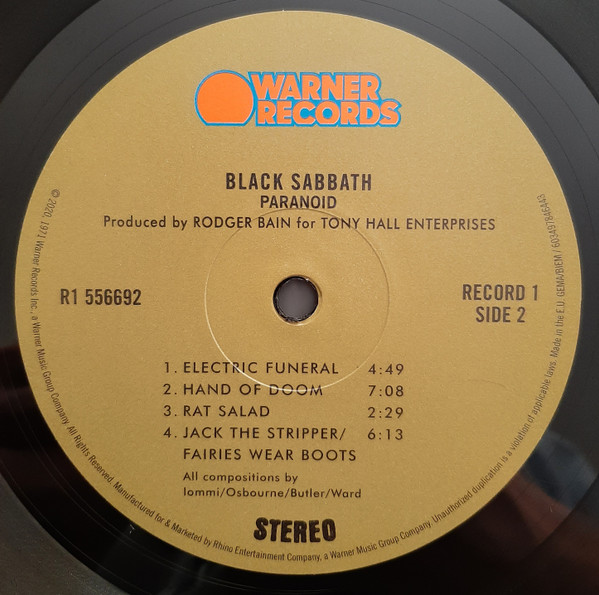 WARNER
RECORDS
BLACK SABBATH
PARANOID
Produced by RODGER BAIN for TONY HALL ENTERPRISES
R1 556692
RECORD 1
SIDE 2
1. ELECTRIC FUNERAL 4:49
2. HAND OF DOOM 7:08
3. RAT SALAD 2:29
4. JACK THE STRIPPER/ 6:13
FAIRIES WEAR BOOTS
All compositions by
Iommi/Osbourne/Butler/Ward
STEREO
℗2020, 1971 Warner Records Inc., a Warner Music Group Company. All Rights Reserved. Manufactured for & Marketed by Rhino Entertainment Company, a Warner Music Group Company. Unauthorized duplication is a violation of applicable laws. Made in the E.U. GEMA/BIEM / 603497846443